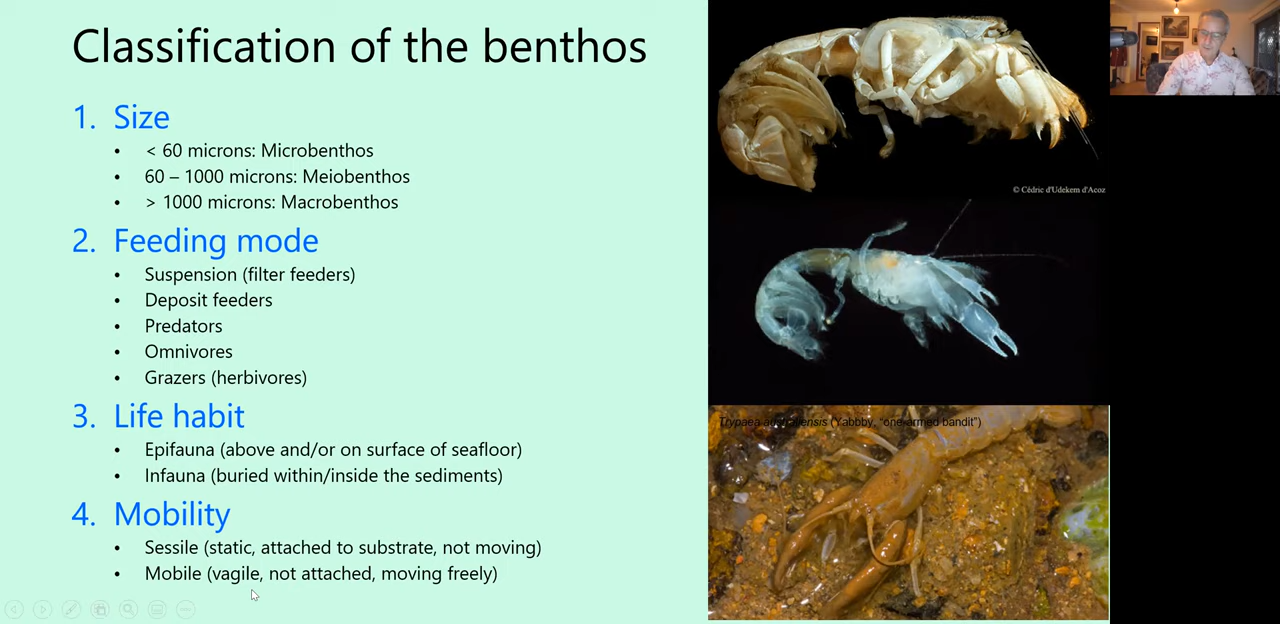 Classification of the benthos
1. Size
• < 60 microns: Microbenthos
• 60 – 1000 microns: Meiobenthos
• > 1000 microns: Macrobenthos
2. Feeding mode
• Suspension (filter feeders)
• Deposit feeders
• Predators
• Omnivores
• Grazers (herbivores)
3. Life habit
• Epifauna (above and/or on surface of seafloor)
• Infauna (buried within/inside the sediments)
4. Mobility
• Sessile (static, attached to substrate, not moving)
• Mobile (vagile, not attached, moving freely)
© Cédric d'Udekem d'Acoz
Trypaea australiensis (Yabbby, "one-armed bandit")